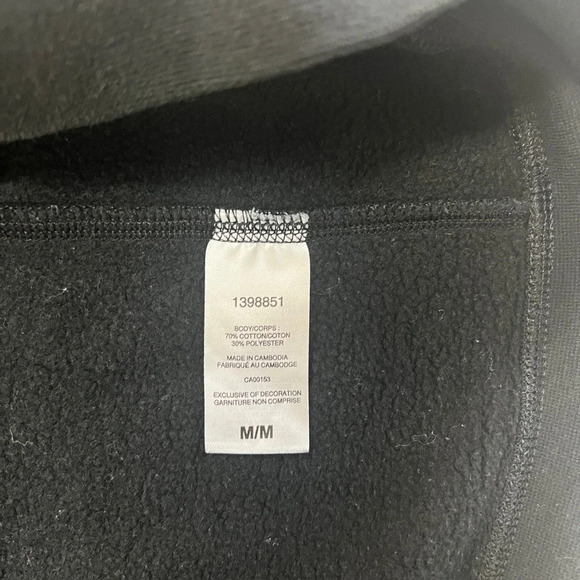 1398851
BODY/CORPS :
70% COTTON/COTON
30% POLYESTER
MADE IN CAMBODIA
FABRIQUÉ AU CAMBODGE
CA00153
EXCLUSIVE OF DECORATION
GARNITURE NON COMPRISE
M/M